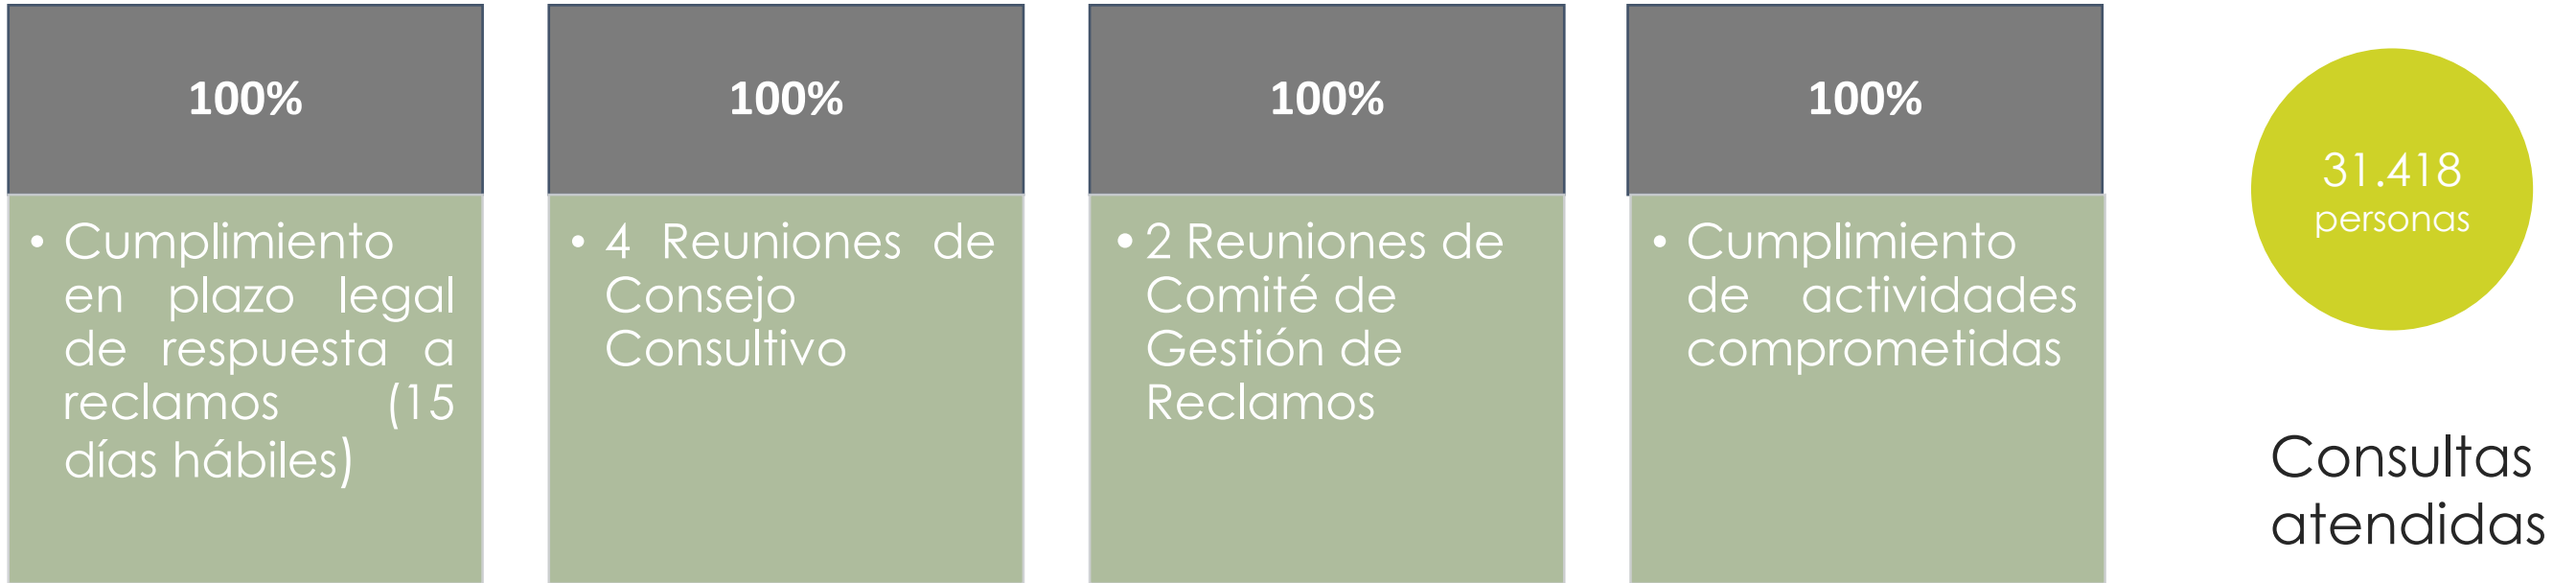 100%
• Cumplimiento
en plazo legal
de respuesta a
reclamos (15
días hábiles)
100%
• 4 Reuniones de
Consejo
Consultivo
100%
• 2 Reuniones de
Comité de
Gestión de
Reclamos
100%
• Cumplimiento
de actividades
comprometidas
31.418
personas
Consultas
atendidas